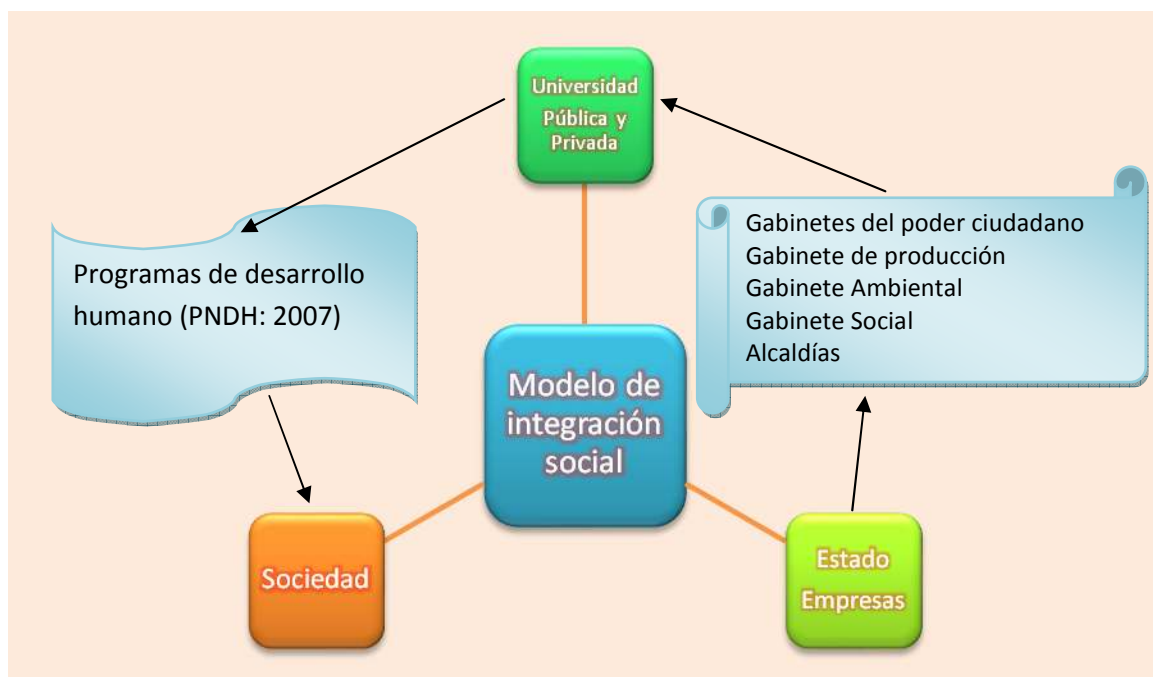 Universidad
Pública y
Privada
Programas de desarrollo
humano (PNDH: 2007)
Gabinetes del poder ciudadano
Gabinete de producción
Gabinete Ambiental
Gabinete Social
Alcaldías
Modelo de
integración
social
Sociedad
Estado
Empresas